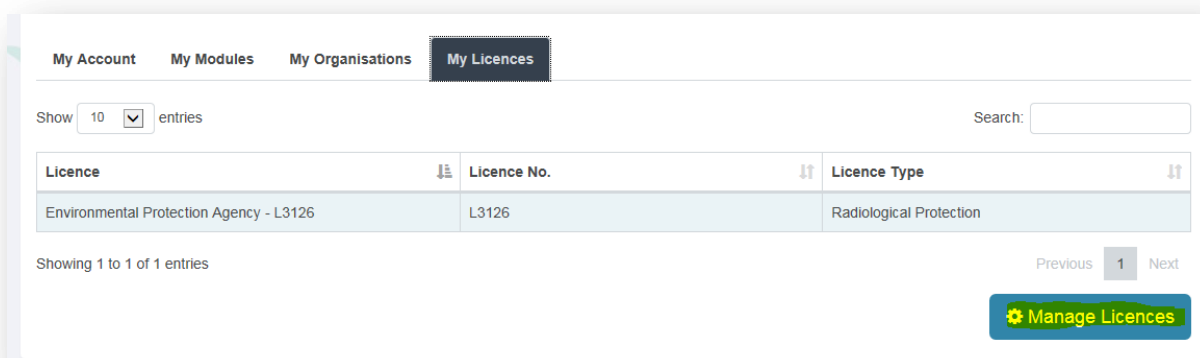 My Account My Modules My Organisations My Licences
Show 10 entries Search:
Licence Licence No. Licence Type
Environmental Protection Agency - L3126 L3126 Radiological Protection
Showing 1 to 1 of 1 entries Previous 1 Next
Manage Licences